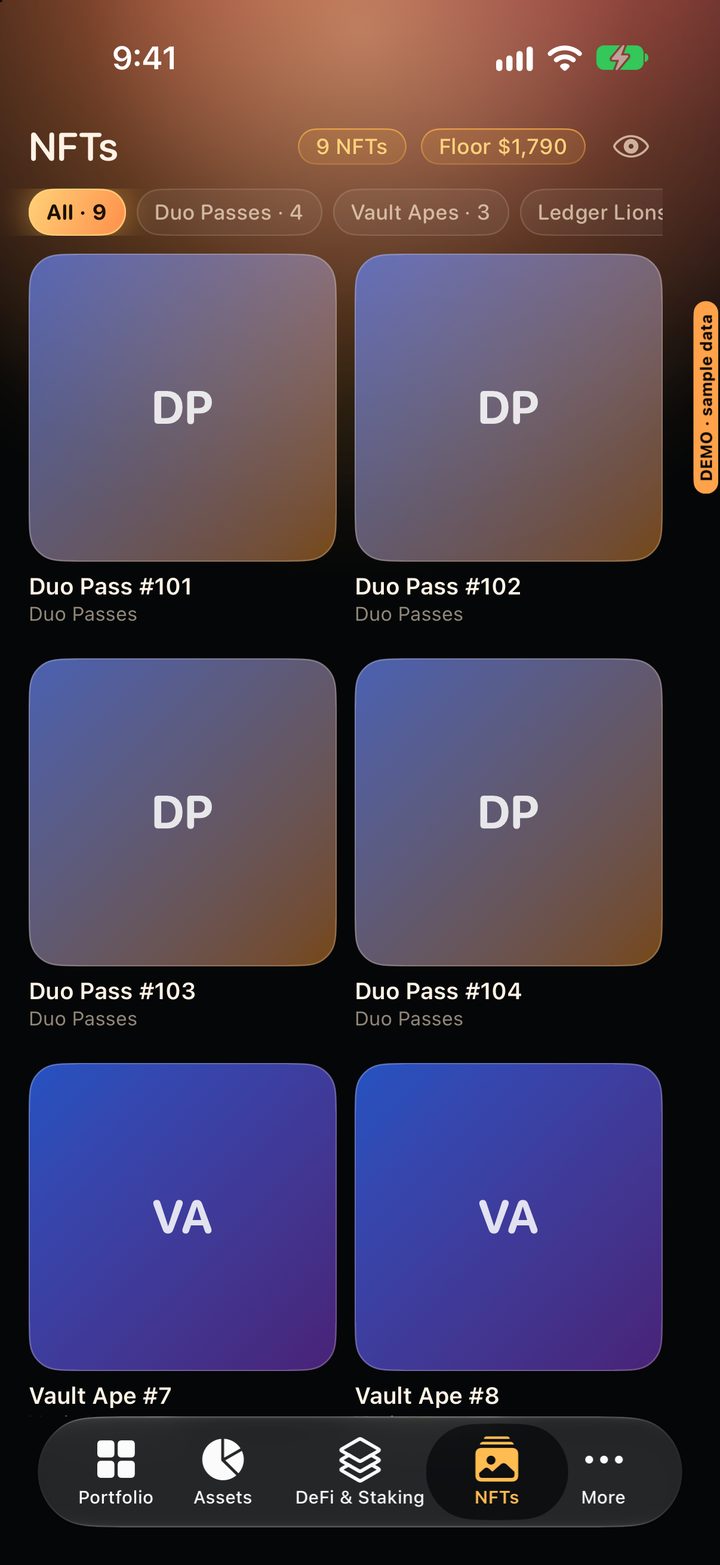 9:41
NFTs
9 NFTs
Floor $1,790
All · 9
Duo Passes · 4
Vault Apes · 3
Ledger Lions
DEMO · sample data
DP
DP
Duo Pass #101
Duo Passes
Duo Pass #102
Duo Passes
DP
DP
Duo Pass #103
Duo Passes
Duo Pass #104
Duo Passes
VA
VA
Vault Ape #7
Vault Ape #8
Portfolio
Assets
DeFi & Staking
NFTs
More